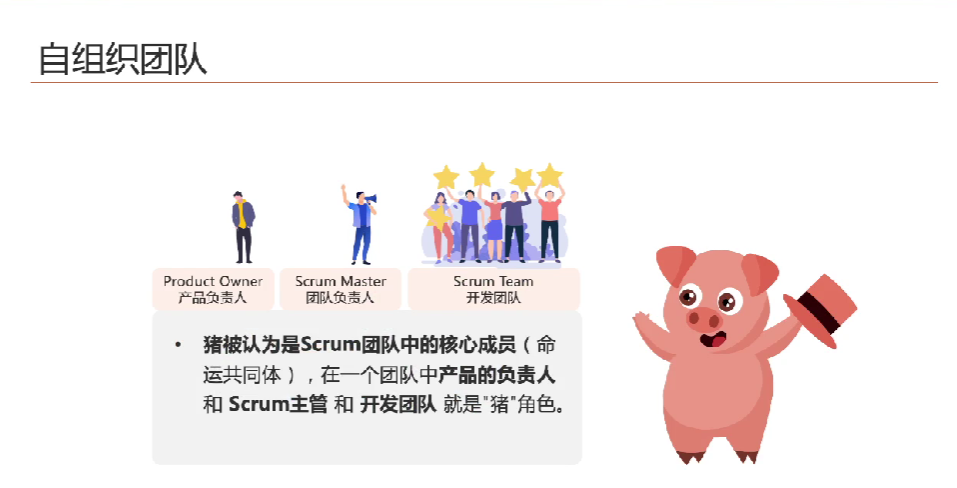 自组织团队
Product Owner
产品负责人
Scrum Master
团队负责人
Scrum Team
开发团队
• 猪被认为是Scrum团队中的核心成员（命
运共同体），在一个团队中产品的负责人
和 Scrum主管 和 开发团队 就是"猪"角色。